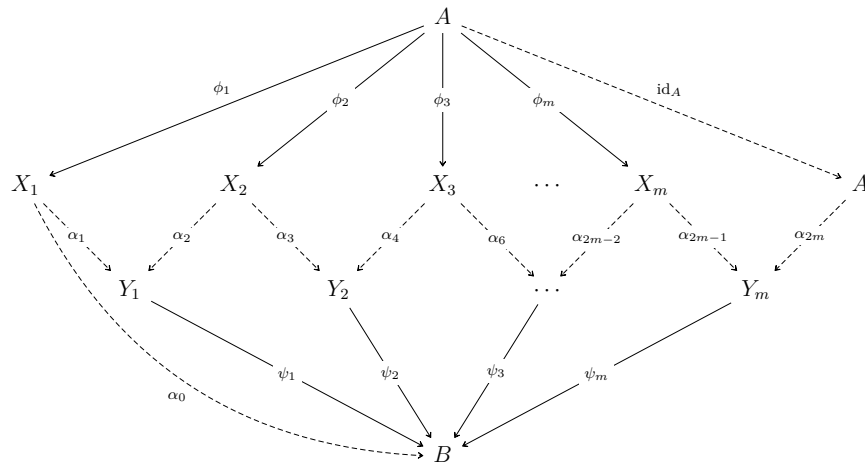 A
ϕ₁ ϕ₂ ϕ₃ ϕₘ id_A
X₁ X₂ X₃ ⋯ Xₘ A
α₁ α₂ α₃ α₄ α₆ α₂ₘ₋₂ α₂ₘ₋₁ α₂ₘ
Y₁ Y₂ ⋯ Yₘ
ψ₁ ψ₂ ψ₃ ψₘ
α₀
B